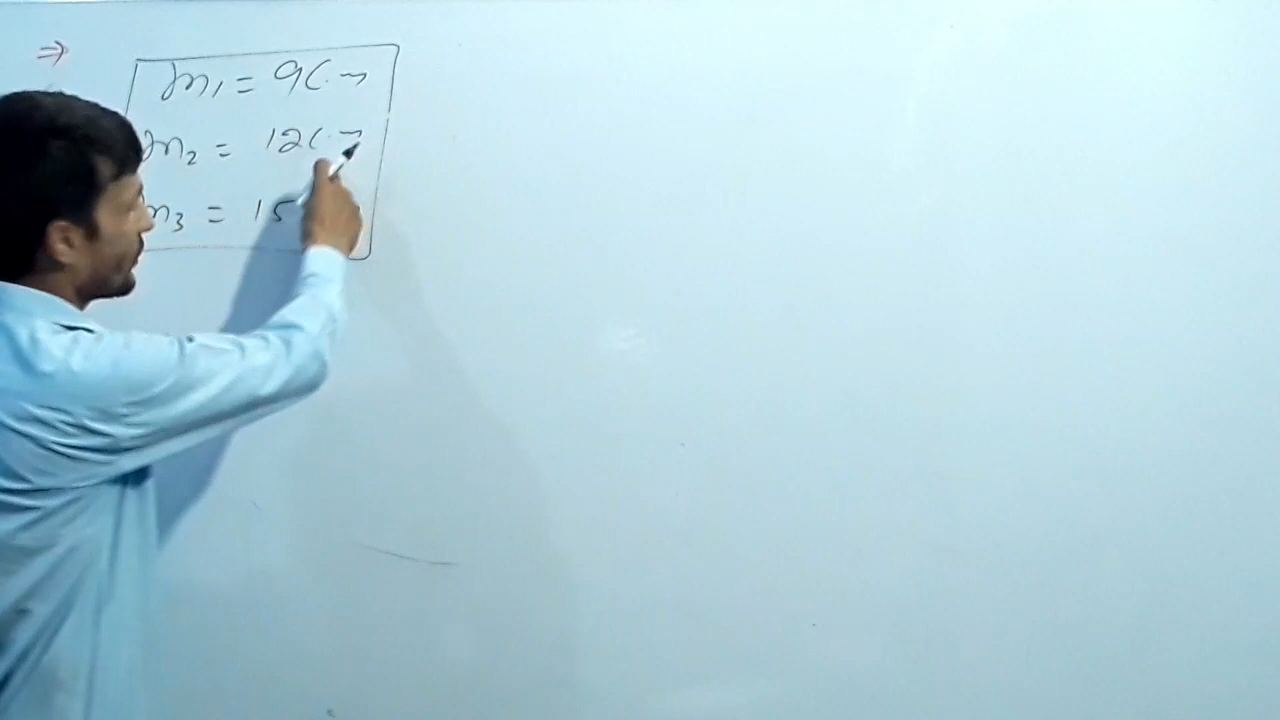 ⇒
m₁ = 9c.m
m₂ = 12c.m
m₃ = 15